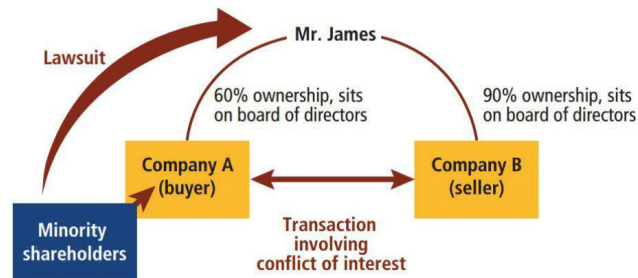 Mr. James
Lawsuit
60% ownership, sits
on board of directors
90% ownership, sits
on board of directors
Company A
(buyer)
Company B
(seller)
Minority
shareholders
Transaction
involving
conflict of interest